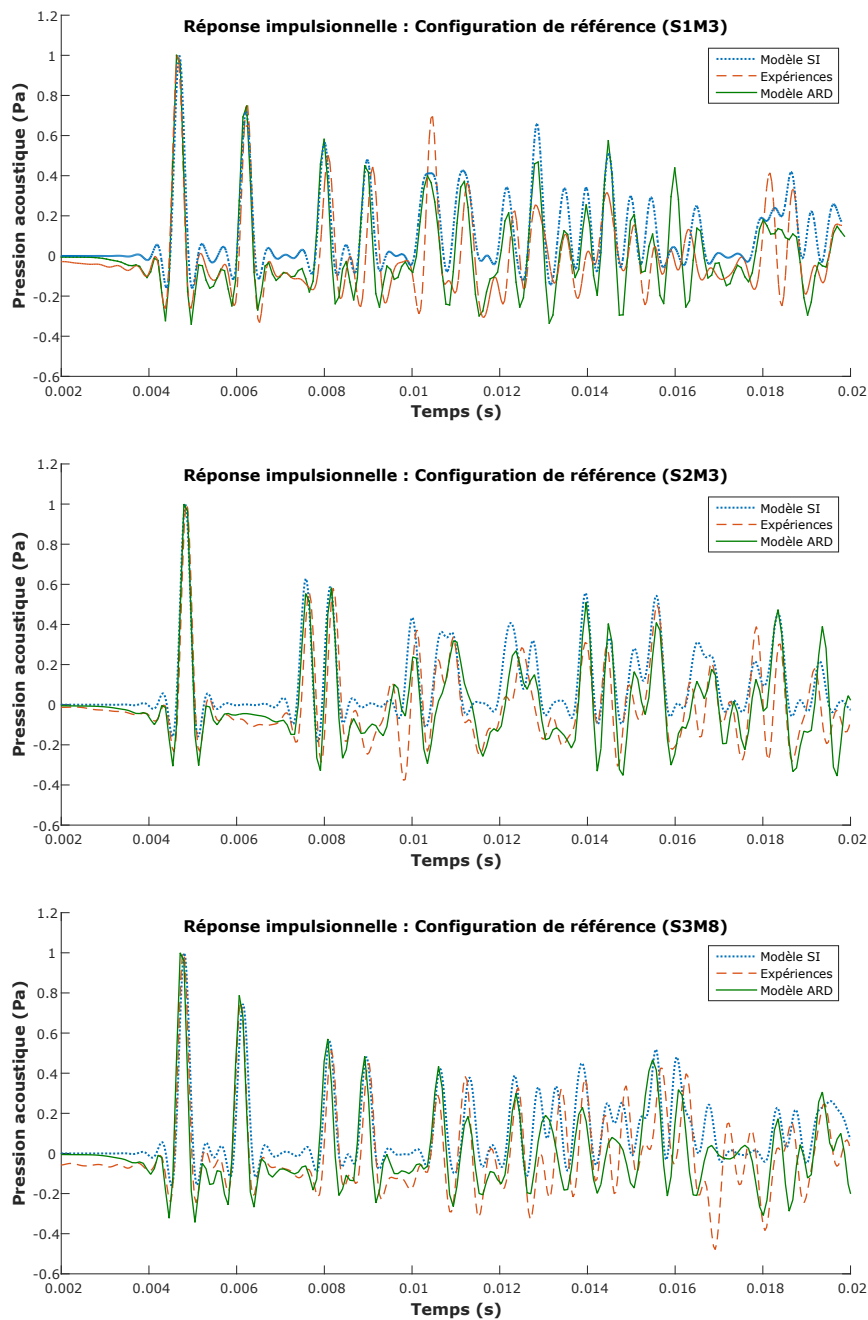 Réponse impulsionnelle : Configuration de référence (S1M3)
Modèle SI
Expériences
Modèle ARD
Pression acoustique (Pa)
1.2
1
0.8
0.6
0.4
0.2
0
-0.2
-0.4
-0.6
0.002 0.004 0.006 0.008 0.01 0.012 0.014 0.016 0.018 0.02
Temps (s)
Réponse impulsionnelle : Configuration de référence (S2M3)
Modèle SI
Expériences
Modèle ARD
Pression acoustique (Pa)
1.2
1
0.8
0.6
0.4
0.2
0
-0.2
-0.4
-0.6
0.002 0.004 0.006 0.008 0.01 0.012 0.014 0.016 0.018 0.02
Temps (s)
Réponse impulsionnelle : Configuration de référence (S3M8)
Modèle SI
Expériences
Modèle ARD
Pression acoustique (Pa)
1.2
1
0.8
0.6
0.4
0.2
0
-0.2
-0.4
-0.6
0.002 0.004 0.006 0.008 0.01 0.012 0.014 0.016 0.018 0.02
Temps (s)